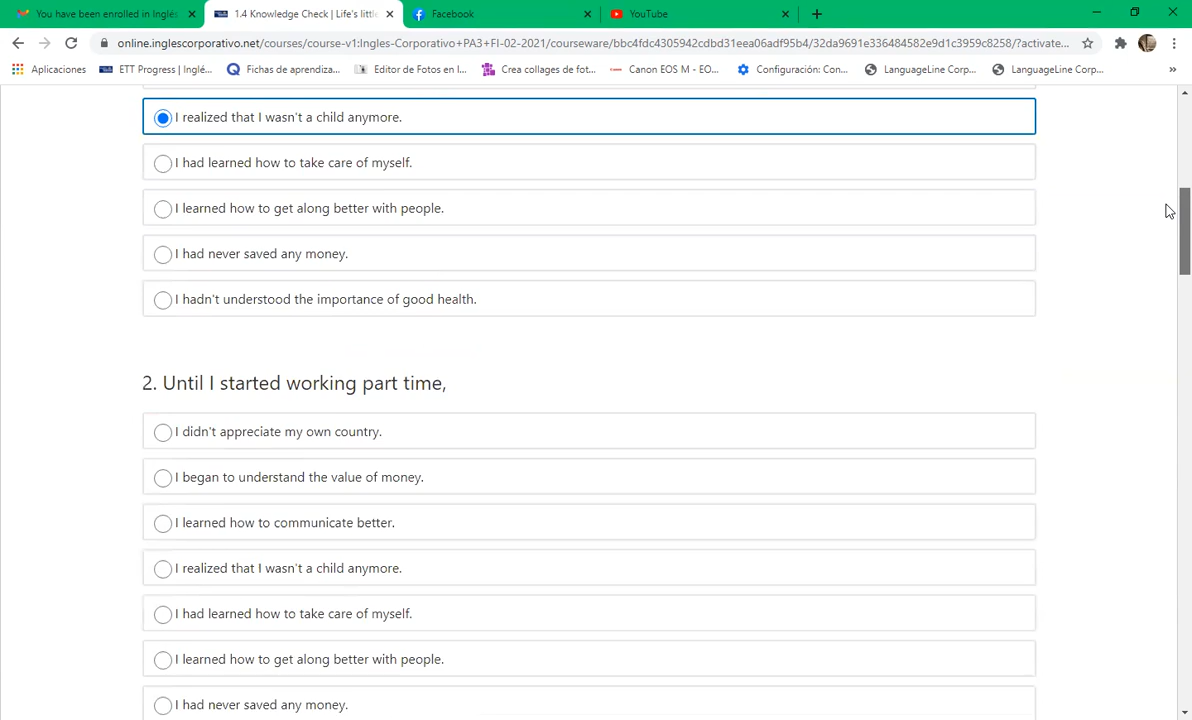 You have been enrolled in Inglés
1.4 Knowledge Check | Life's little
Facebook
YouTube
online.inglescorporativo.net/courses/course-v1:Ingles-Corporativo+PA3+FI-02-2021/courseware/bbc4fdc4305942cdbd31eea06adf95b4/32da9691e336484582e9d1c3959c8258/?activate...
Aplicaciones
ETT Progress | Inglé...
Fichas de aprendiza...
Editor de Fotos en l...
Crea collages de fot...
Canon EOS M - EO...
Configuración: Con...
LanguageLine Corp...
LanguageLine Corp...
I realized that I wasn't a child anymore.
I had learned how to take care of myself.
I learned how to get along better with people.
I had never saved any money.
I hadn't understood the importance of good health.
2. Until I started working part time,
I didn't appreciate my own country.
I began to understand the value of money.
I learned how to communicate better.
I realized that I wasn't a child anymore.
I had learned how to take care of myself.
I learned how to get along better with people.
I had never saved any money.